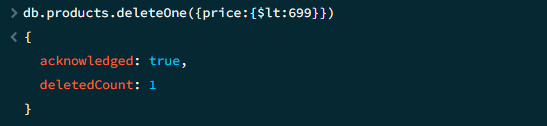 > db.products.deleteOne({price:{$lt:699}})
< {
acknowledged: true,
deletedCount: 1
}